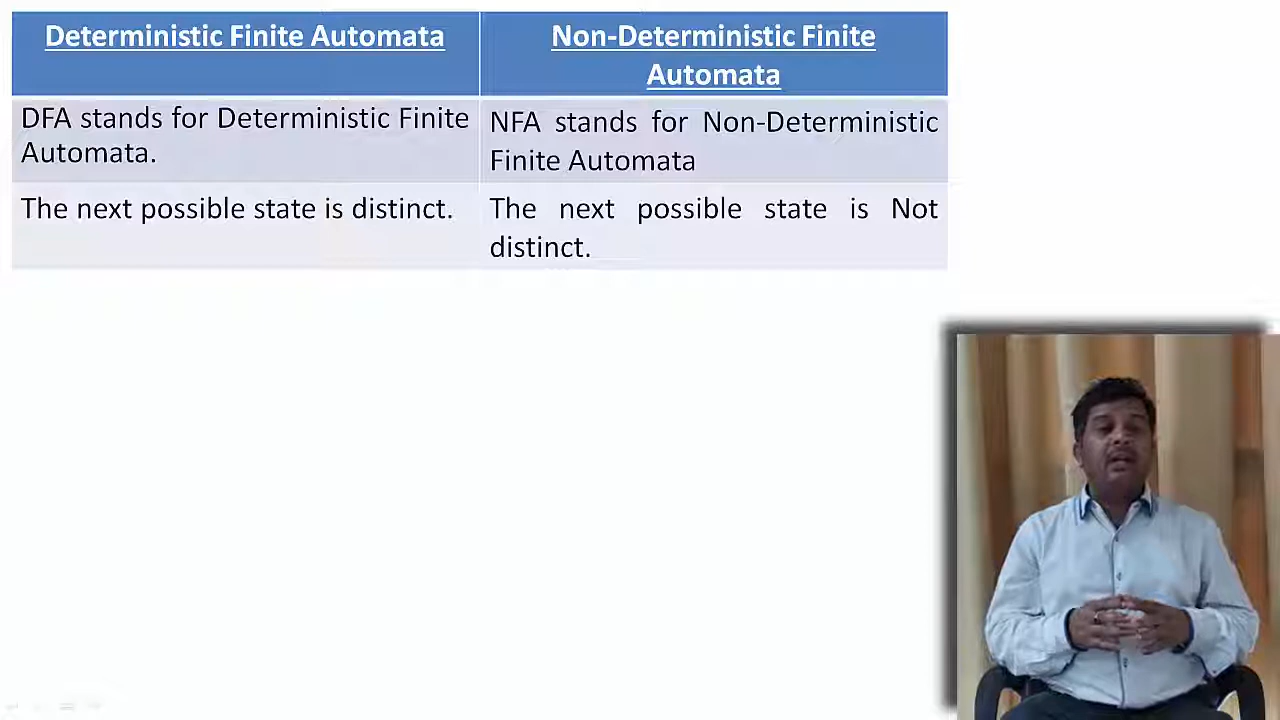 Deterministic Finite Automata
Non-Deterministic Finite
Automata
DFA stands for Deterministic Finite
Automata.
NFA stands for Non-Deterministic
Finite Automata
The next possible state is distinct.
The next possible state is Not
distinct.